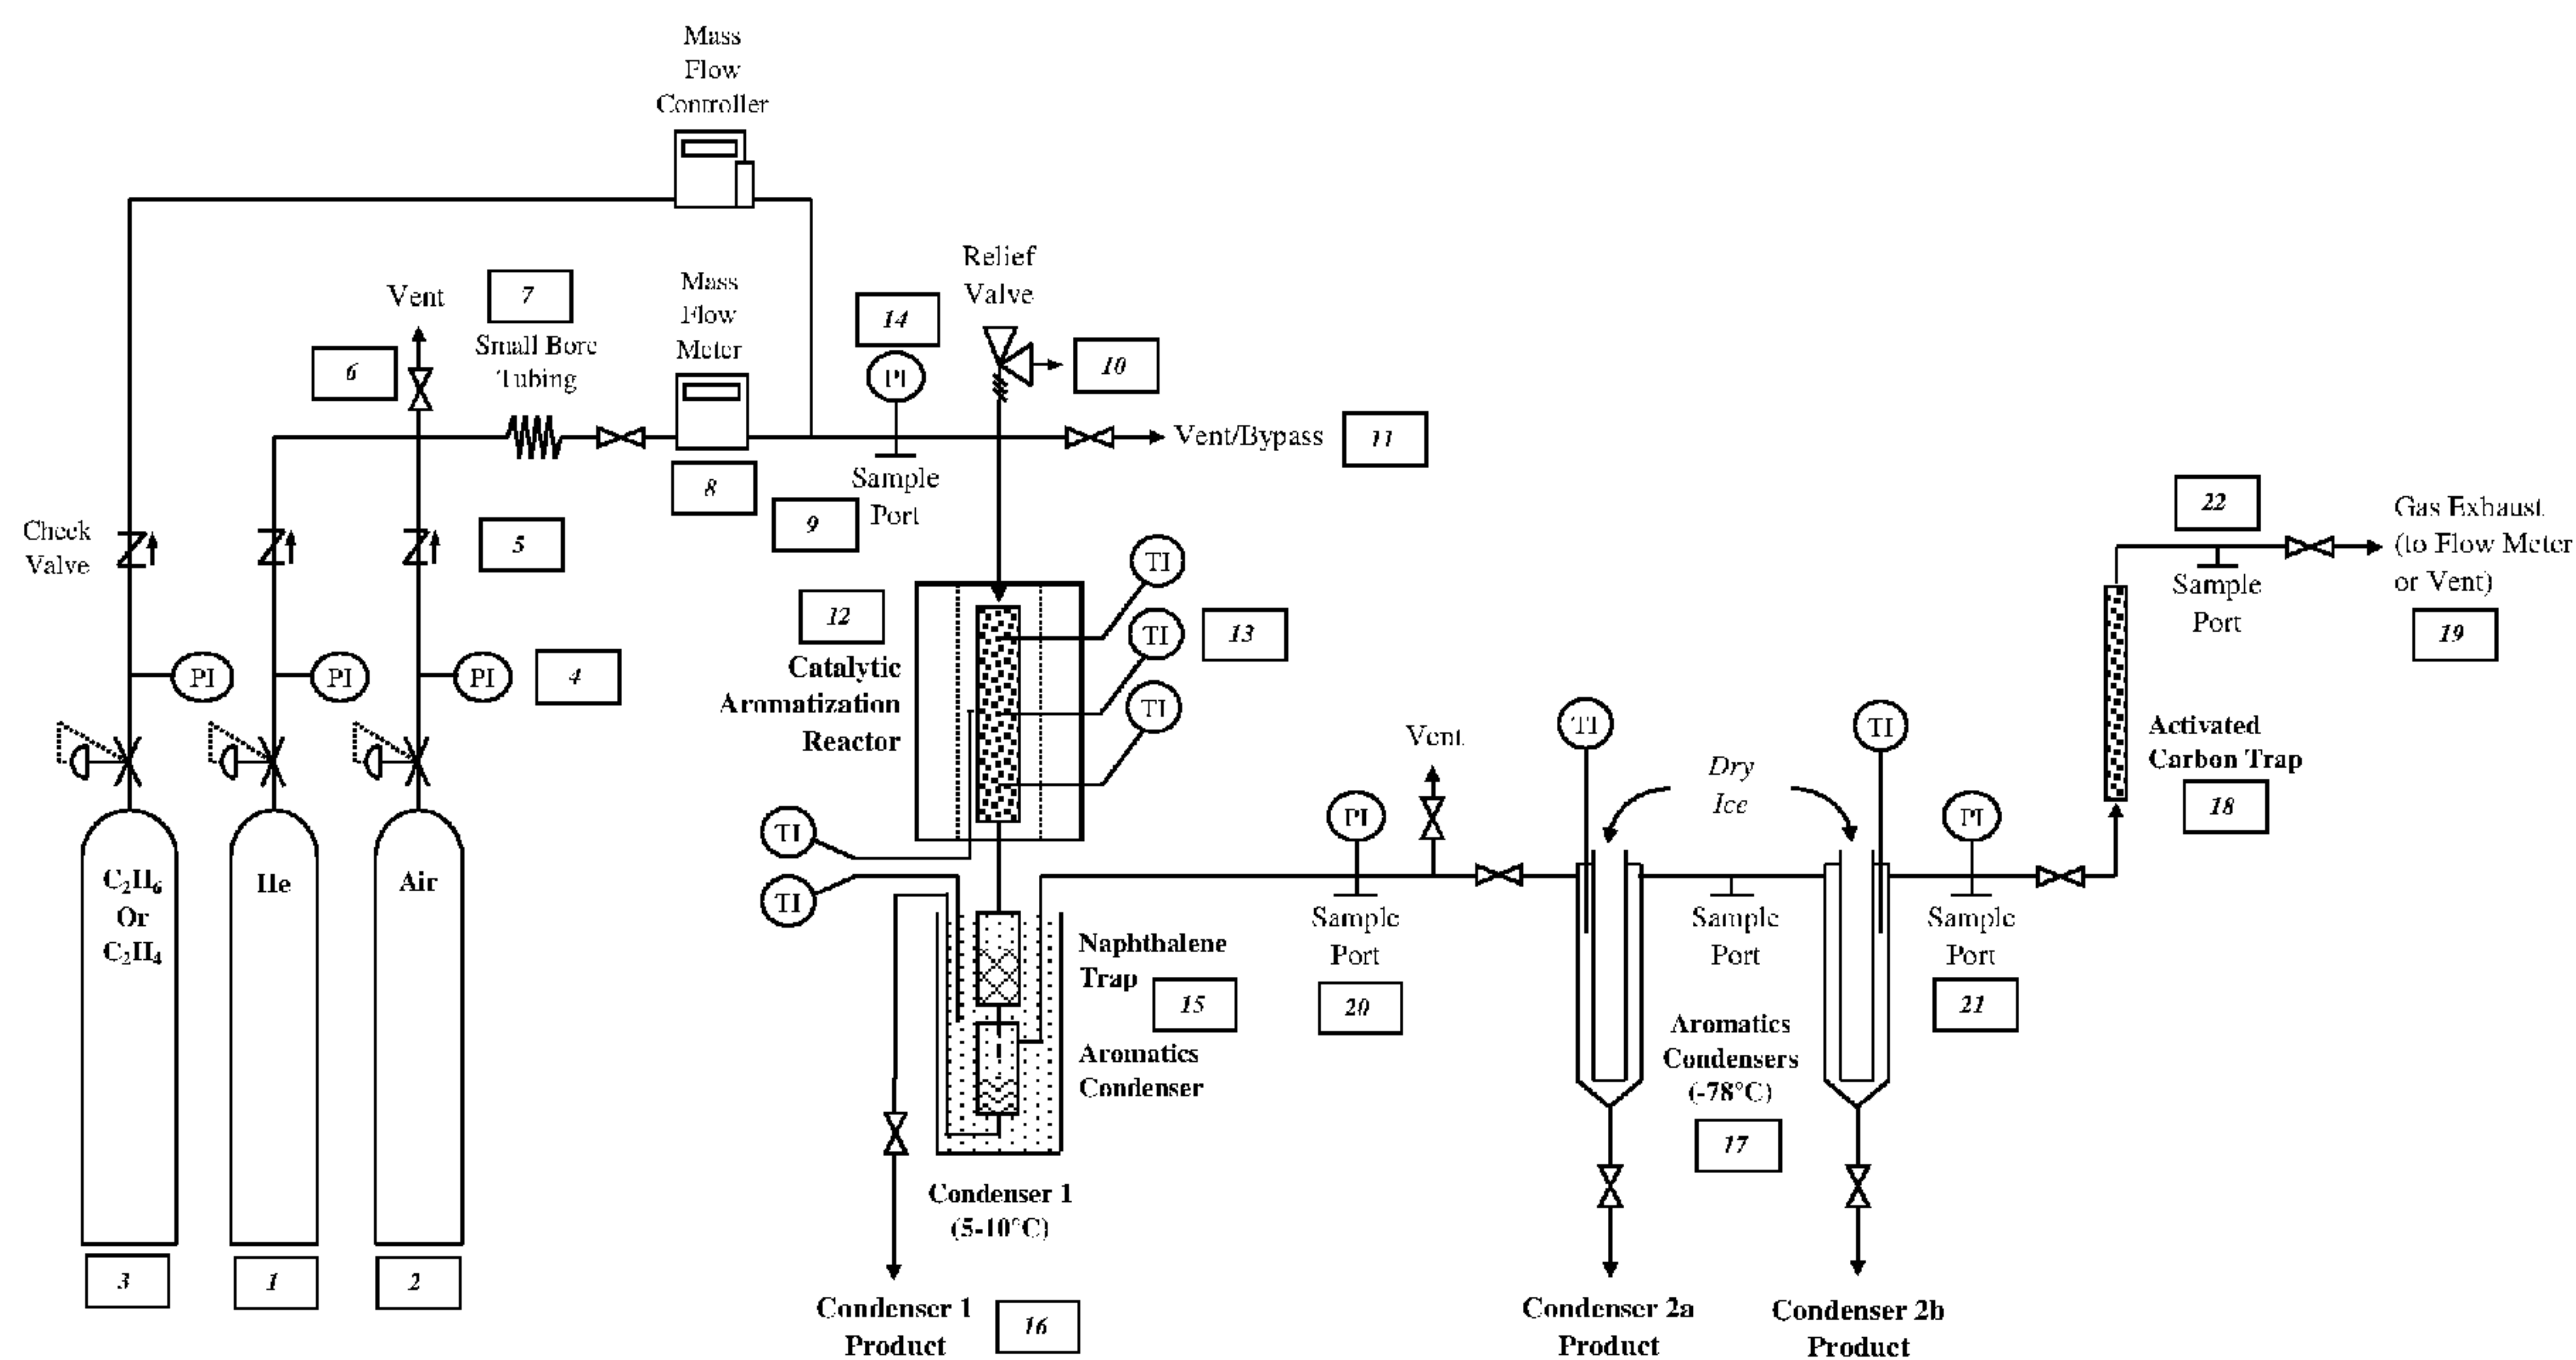 Mass
Flow
Controller
Relief
Valve
Vent
7
Small Bore
Tubing
Mass
Flow
Meter
14
PI
6
10
Vent/Bypass
11
8
Sample
Port
9
Check
Valve
5
22
Gas Exhaust
(to Flow Meter
or Vent)
Sample
Port
19
TI
TI
TI
12
13
Catalytic
Aromatization
Reactor
PI
PI
PI
4
Activated
Carbon Trap
18
Vent
TI
TI
Dry
Ice
PI
PI
TI
TI
C₂H₆
Or
C₂H₄
He
Air
Naphthalene
Trap
15
Sample
Port
20
Sample
Port
Sample
Port
21
Aromatics
Condenser
Aromatics
Condensers
(-78°C)
17
Condenser 1
(5-10°C)
3
1
2
Condenser 1
Product
16
Condenser 2a
Product
Condenser 2b
Product